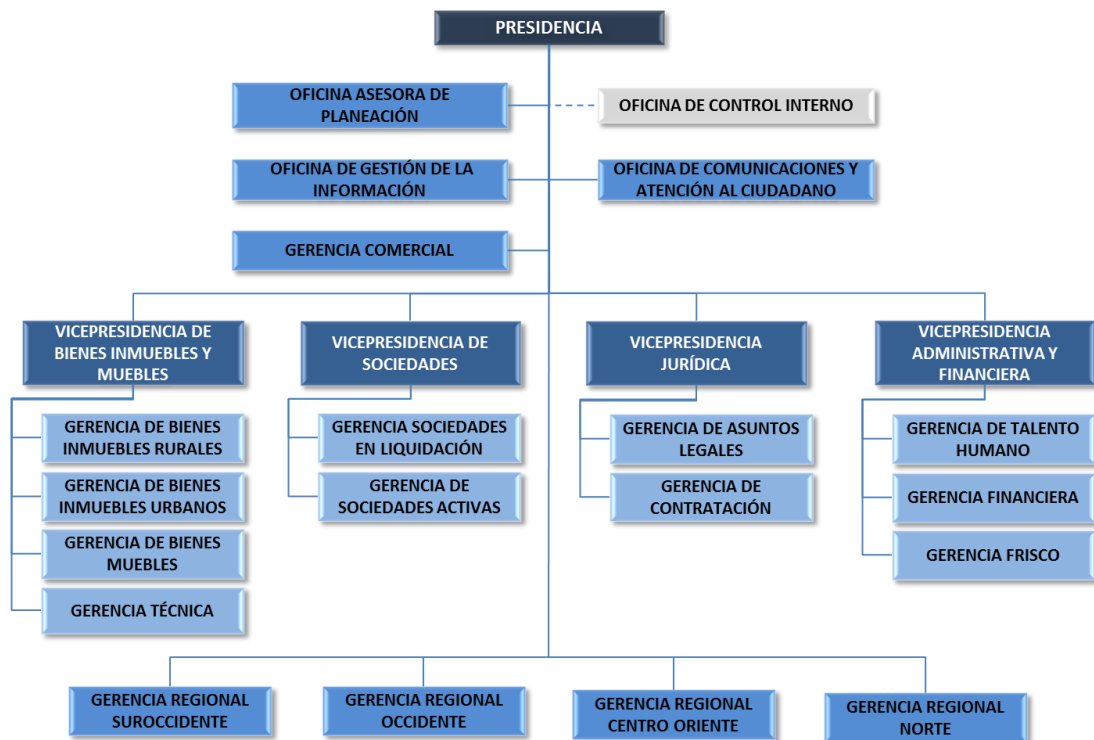 PRESIDENCIA
OFICINA ASESORA DE
PLANEACIÓN
OFICINA DE CONTROL INTERNO
OFICINA DE GESTIÓN DE LA
INFORMACIÓN
OFICINA DE COMUNICACIONES Y
ATENCIÓN AL CIUDADANO
GERENCIA COMERCIAL
VICEPRESIDENCIA DE
BIENES INMUEBLES Y
MUEBLES
VICEPRESIDENCIA DE
SOCIEDADES
VICEPRESIDENCIA
JURÍDICA
VICEPRESIDENCIA
ADMINISTRATIVA Y
FINANCIERA
GERENCIA DE BIENES
INMUEBLES RURALES
GERENCIA DE BIENES
INMUEBLES URBANOS
GERENCIA DE BIENES
MUEBLES
GERENCIA TÉCNICA
GERENCIA SOCIEDADES
EN LIQUIDACIÓN
GERENCIA DE
SOCIEDADES ACTIVAS
GERENCIA DE ASUNTOS
LEGALES
GERENCIA DE
CONTRATACIÓN
GERENCIA DE TALENTO
HUMANO
GERENCIA FINANCIERA
GERENCIA FRISCO
GERENCIA REGIONAL
SUROCCIDENTE
GERENCIA REGIONAL
OCCIDENTE
GERENCIA REGIONAL
CENTRO ORIENTE
GERENCIA REGIONAL
NORTE